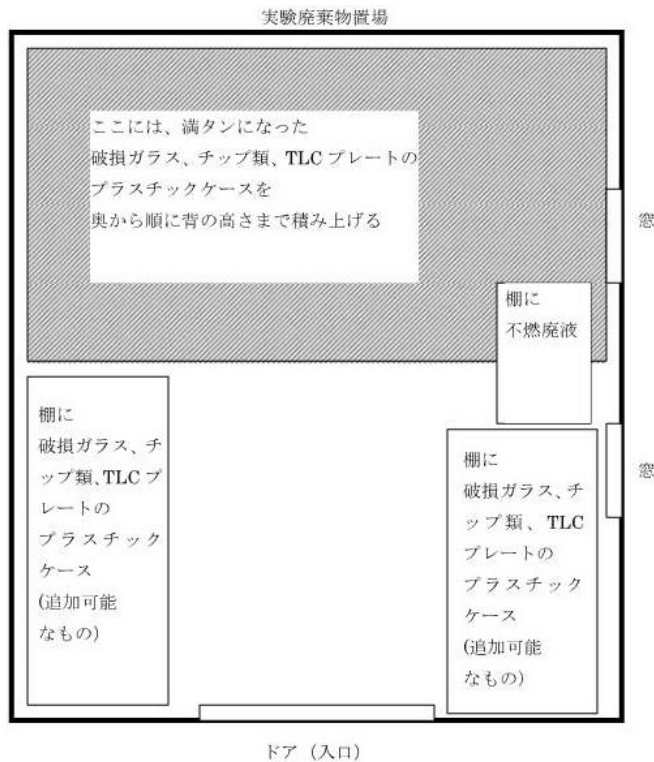 実験廃棄物置場
ここには、満タンになった
破損ガラス、チップ類、TLC プレートの
プラスチックケースを
奥から順に背の高さまで積み上げる
窓
棚に
不燃廃液
棚に
破損ガラス、チ
ップ類、TLC プ
レートの
プラスチック
ケース
(追加可能
なもの)
窓
棚に
破損ガラス、チ
ップ類、TLC
プレートの
プラスチック
ケース
(追加可能
なもの)
ドア（入口）